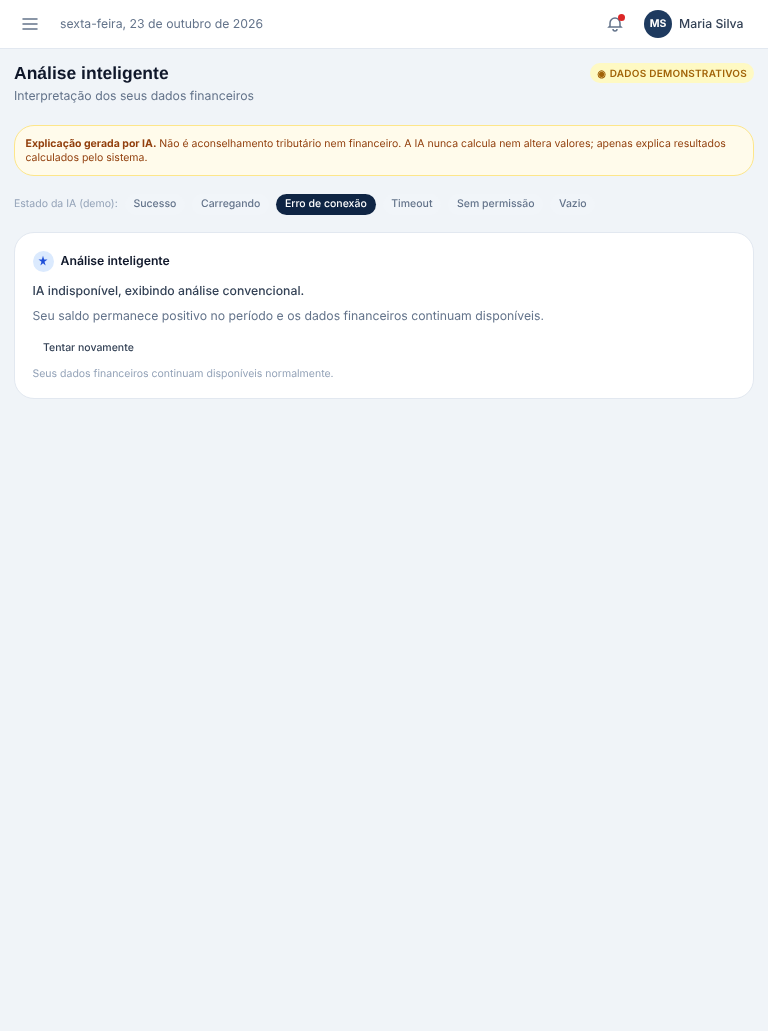 sexta-feira, 23 de outubro de 2026
MS Maria Silva
Análise inteligente
◉ DADOS DEMONSTRATIVOS
Interpretação dos seus dados financeiros
Explicação gerada por IA. Não é aconselhamento tributário nem financeiro. A IA nunca calcula nem altera valores; apenas explica resultados
calculados pelo sistema.
Estado da IA (demo): Sucesso Carregando Erro de conexão Timeout Sem permissão Vazio
Análise inteligente
IA indisponível, exibindo análise convencional.
Seu saldo permanece positivo no período e os dados financeiros continuam disponíveis.
Tentar novamente
Seus dados financeiros continuam disponíveis normalmente.